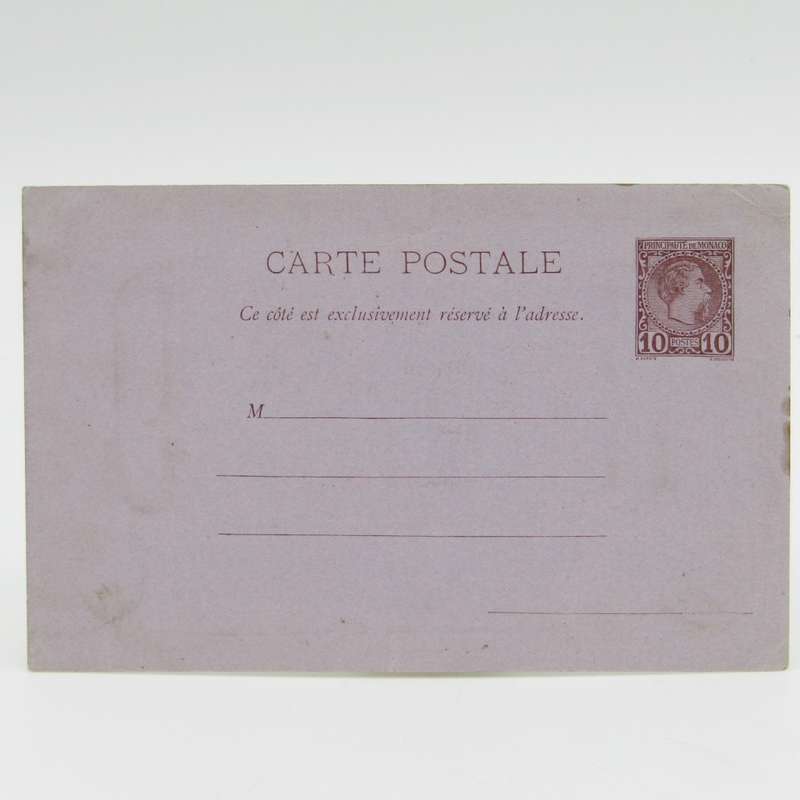 PRINCIPAUTÉ DE MONACO
CARTE POSTALE
Ce côté est exclusivement réservé à l'adresse.
10 POSTES 10
M